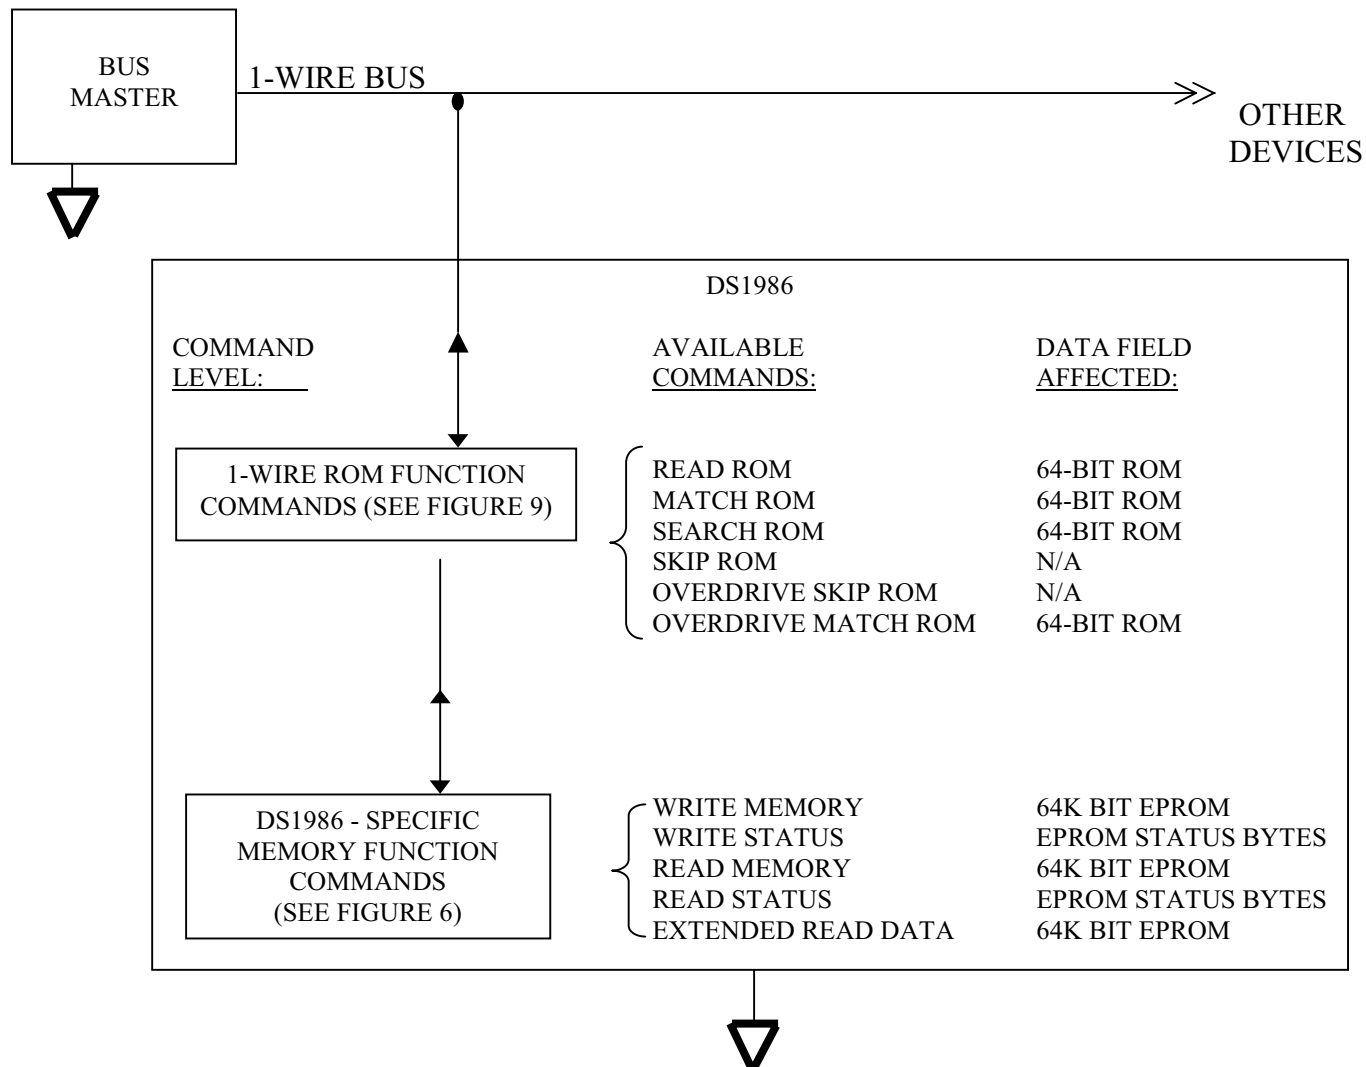 BUS
MASTER
1-WIRE BUS
OTHER
DEVICES
DS1986
COMMAND
LEVEL:
AVAILABLE
COMMANDS:
DATA FIELD
AFFECTED:
1-WIRE ROM FUNCTION
COMMANDS (SEE FIGURE 9)
READ ROM 64-BIT ROM
MATCH ROM 64-BIT ROM
SEARCH ROM 64-BIT ROM
SKIP ROM N/A
OVERDRIVE SKIP ROM N/A
OVERDRIVE MATCH ROM 64-BIT ROM
DS1986 - SPECIFIC
MEMORY FUNCTION
COMMANDS
(SEE FIGURE 6)
WRITE MEMORY 64K BIT EPROM
WRITE STATUS EPROM STATUS BYTES
READ MEMORY 64K BIT EPROM
READ STATUS EPROM STATUS BYTES
EXTENDED READ DATA 64K BIT EPROM